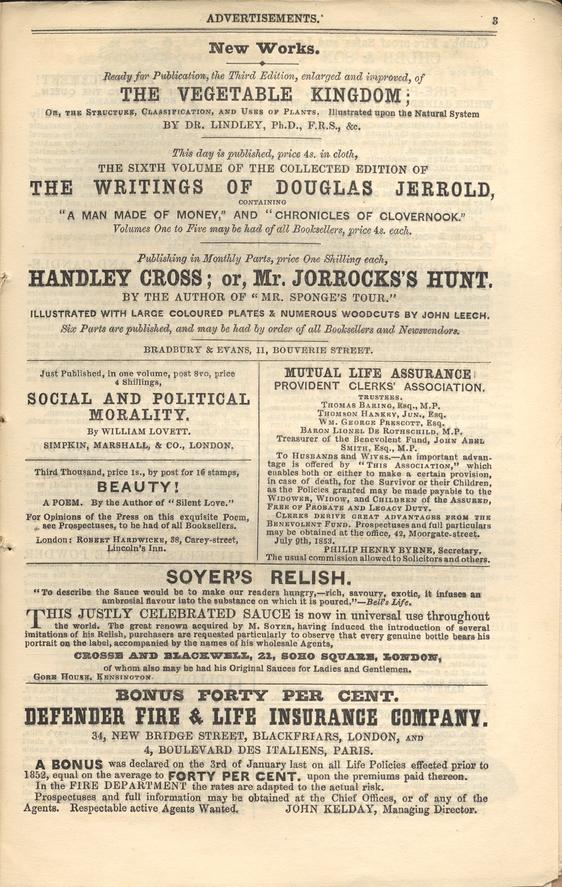 ADVERTISEMENTS.
3
New Works.
Ready for Publication, the Third Edition, enlarged and improved, of
THE VEGETABLE KINGDOM;
Or, the Structure, Classification, and Uses of Plants. Illustrated upon the Natural System
BY DR. LINDLEY, Ph.D., F.R.S., &c.
This day is published, price 4s. in cloth,
THE SIXTH VOLUME OF THE COLLECTED EDITION OF
THE WRITINGS OF DOUGLAS JERROLD,
CONTAINING
"A MAN MADE OF MONEY," AND "CHRONICLES OF CLOVERNOOK."
Volumes One to Five may be had of all Booksellers, price 4s. each.
Publishing in Monthly Parts, price One Shilling each,
HANDLEY CROSS; or, Mr. JORROCKS'S HUNT.
BY THE AUTHOR OF "MR. SPONGE'S TOUR."
ILLUSTRATED WITH LARGE COLOURED PLATES & NUMEROUS WOODCUTS BY JOHN LEECH.
Six Parts are published, and may be had by order of all Booksellers and Newsvendors.
BRADBURY & EVANS, 11, BOUVERIE STREET.
Just Published, in one volume, post 8vo, price
4 Shillings,
SOCIAL AND POLITICAL
MORALITY.
By WILLIAM LOVETT.
SIMPKIN, MARSHALL, & CO., LONDON.
Third Thousand, price 1s., by post for 16 stamps,
BEAUTY!
A POEM. By the Author of "Silent Love."
For Opinions of the Press on this exquisite Poem,
see Prospectuses, to be had of all Booksellers.
London: ROBERT HARDWICKE, 38, Carey-street,
Lincoln's Inn.
MUTUAL LIFE ASSURANCE
PROVIDENT CLERKS' ASSOCIATION.
TRUSTEES.
Thomas Baring, Esq., M.P.
Thomson Hankey, Jun., Esq.
Wm. George Prescott, Esq.
Baron Lionel De Rothschild, M.P.
Treasurer of the Benevolent Fund, John Abel
Smith, Esq., M.P.
To Husbands and Wives.—An important advan-
tage is offered by "This Association," which
enables both or either to make a certain provision,
in case of death, for the Survivor or their Children,
as the Policies granted may be made payable to the
Widower, Widow, and Children of the Assured,
Free of Probate and Legacy Duty.
Clerks derive great advantages from the
Benevolent Fund. Prospectuses and full particulars
may be obtained at the office, 42, Moorgate-street.
July 9th, 1853.
PHILIP HENRY BYRNE, Secretary.
The usual commission allowed to Solicitors and others.
SOYER'S RELISH.
"To describe the Sauce would be to make our readers hungry,—rich, savoury, exotic, it infuses an
ambrosial flavour into the substance on which it is poured."—Bell's Life.
THIS JUSTLY CELEBRATED SAUCE is now in universal use throughout
the world. The great renown acquired by M. Soyer, having induced the introduction of several
imitations of his Relish, purchasers are requested particularly to observe that every genuine bottle bears his
portrait on the label, accompanied by the names of his wholesale Agents,
CROSSE AND BLACKWELL, 21, SOHO SQUARE, LONDON,
of whom also may be had his Original Sauces for Ladies and Gentlemen.
Gore House, Kensington.
BONUS FORTY PER CENT.
DEFENDER FIRE & LIFE INSURANCE COMPANY.
34, NEW BRIDGE STREET, BLACKFRIARS, LONDON, AND
4, BOULEVARD DES ITALIENS, PARIS.
A BONUS was declared on the 3rd of January last on all Life Policies effected prior to
1852, equal on the average to FORTY PER CENT. upon the premiums paid thereon.
In the FIRE DEPARTMENT the rates are adapted to the actual risk.
Prospectuses and full information may be obtained at the Chief Offices, or of any of the
Agents. Respectable active Agents Wanted. JOHN KELDAY, Managing Director.